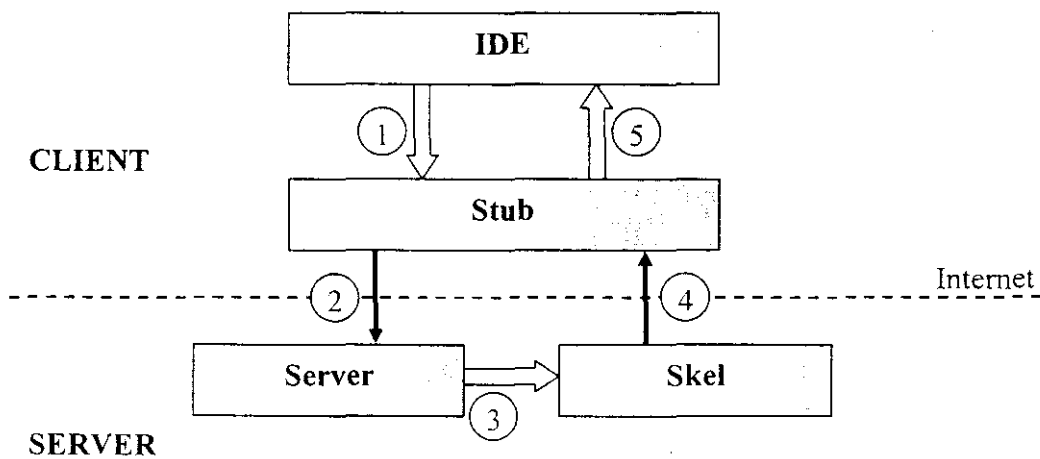 IDE
1
5
CLIENT
Stub
Internet
2
4
Server
Skel
3
SERVER